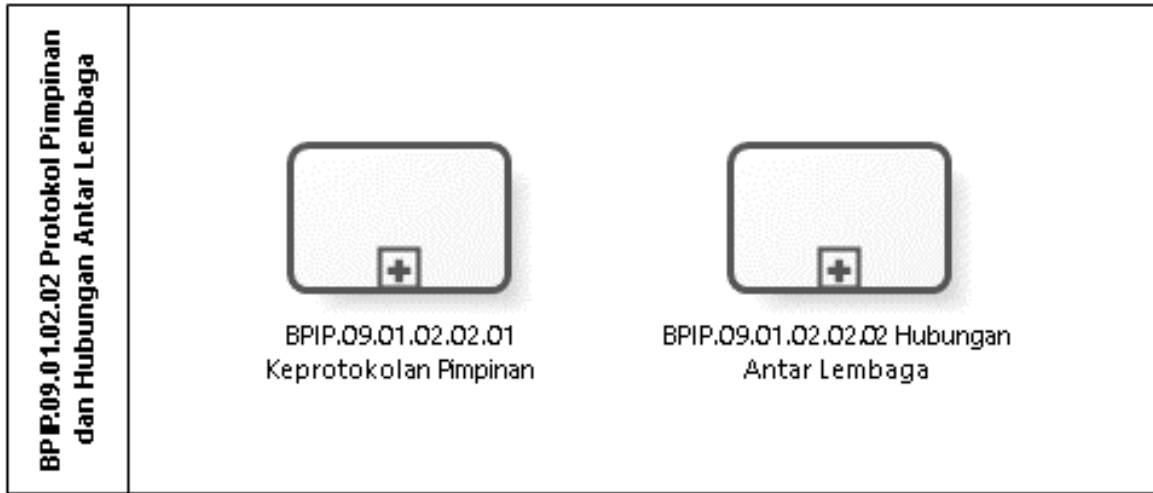 BPIP.09.01.02.02 Protokol Pimpinan
dan Hubungan Antar Lembaga
BPIP.09.01.02.02.01
Keprotokolan Pimpinan
BPIP.09.01.02.02.02 Hubungan
Antar Lembaga